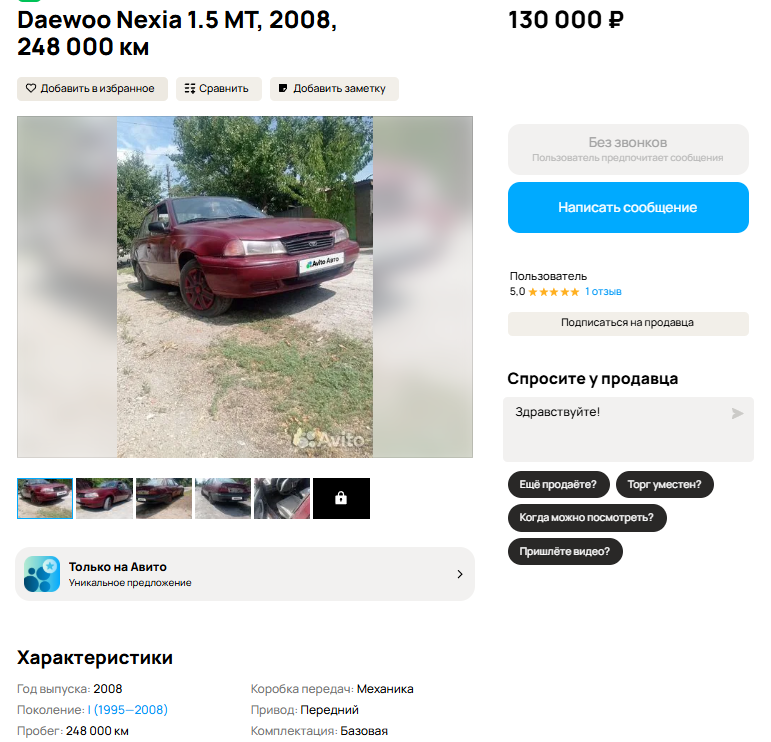 Daewoo Nexia 1.5 MT, 2008,
248 000 км
130 000 ₽
Добавить в избранное
Сравнить
Добавить заметку
Без звонков
Пользователь предпочитает сообщения
Написать сообщение
Avito Авто
Avito
Пользователь
5,0 1 отзыв
Подписаться на продавца
Спросите у продавца
Здравствуйте!
Ещё продаёте?
Торг уместен?
Когда можно посмотреть?
Пришлёте видео?
Только на Авито
Уникальное предложение
Характеристики
Год выпуска: 2008
Поколение: I (1995—2008)
Пробег: 248 000 км
Коробка передач: Механика
Привод: Передний
Комплектация: Базовая